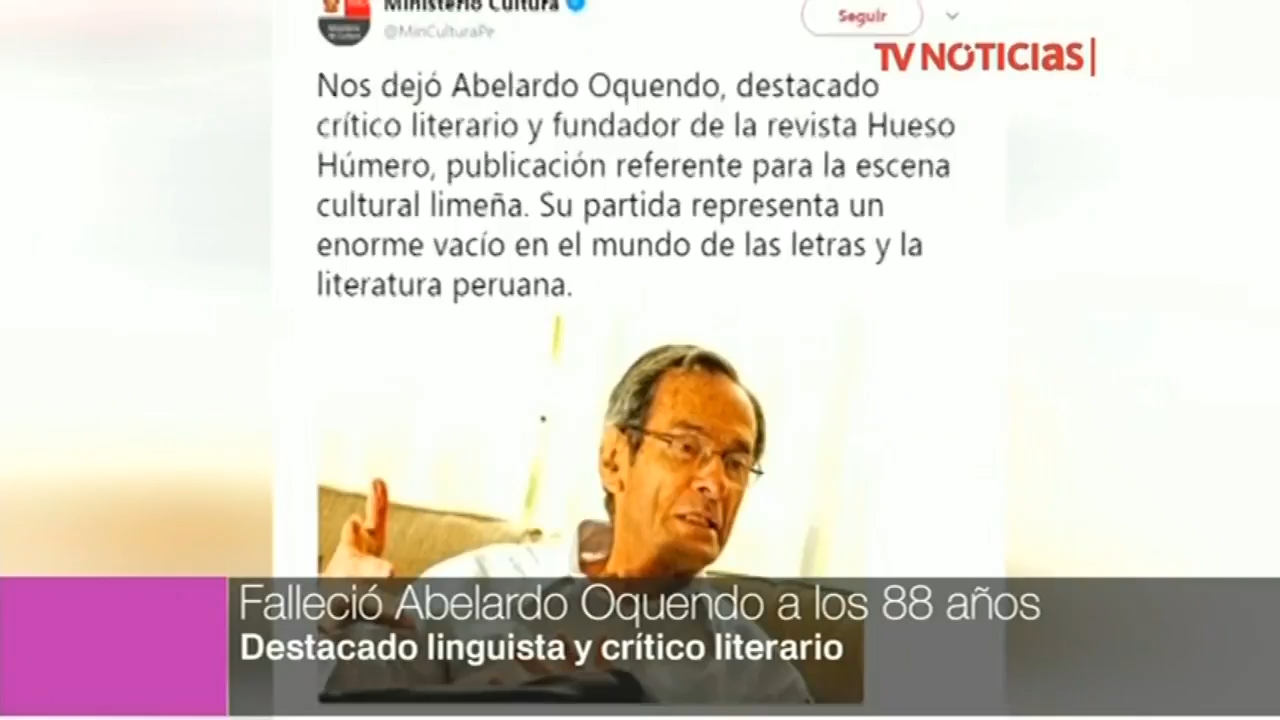 Ministerio Cultura
@MinCulturaPe
Seguir
TV NOTICIAS
Nos dejó Abelardo Oquendo, destacado
crítico literario y fundador de la revista Hueso
Húmero, publicación referente para la escena
cultural limeña. Su partida representa un
enorme vacío en el mundo de las letras y la
literatura peruana.
Falleció Abelardo Oquendo a los 88 años
Destacado linguista y crítico literario